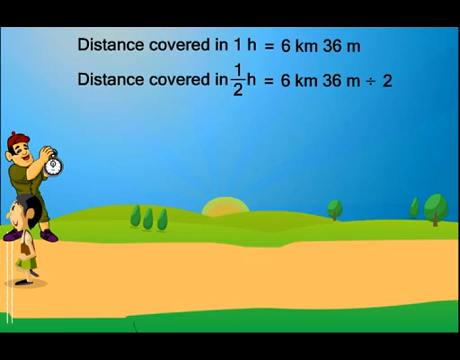 Distance covered in 1 h = 6 km 36 m
Distance covered in 1/2 h = 6 km 36 m ÷ 2